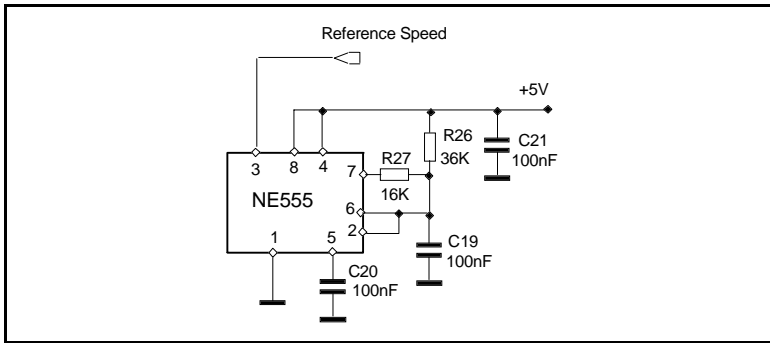 Reference Speed
+5V
R26
36K
C21
100nF
3
8
4
7
R27
16K
NE555
6
2
1
5
C19
100nF
C20
100nF